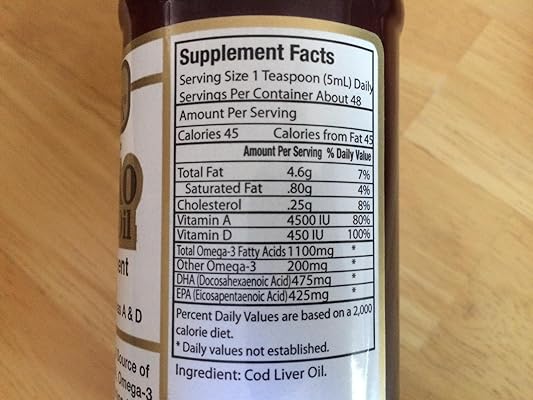 Supplement Facts
Serving Size 1 Teaspoon (5mL) Daily
Servings Per Container About 48
Amount Per Serving
Calories 45 Calories from Fat 45
Amount Per Serving % Daily Value
Total Fat 4.6g 7%
Saturated Fat .80g 4%
Cholesterol .25g 8%
Vitamin A 4500 IU 80%
Vitamin D 450 IU 100%
Total Omega-3 Fatty Acids 1100mg *
Other Omega-3 200mg *
DHA (Docosahexaenoic Acid) 475mg *
EPA (Eicosapentaenoic Acid) 425mg *
Percent Daily Values are based on a 2,000
calorie diet.
* Daily values not established.
Ingredient: Cod Liver Oil.
A & D
ource of
Omega-3